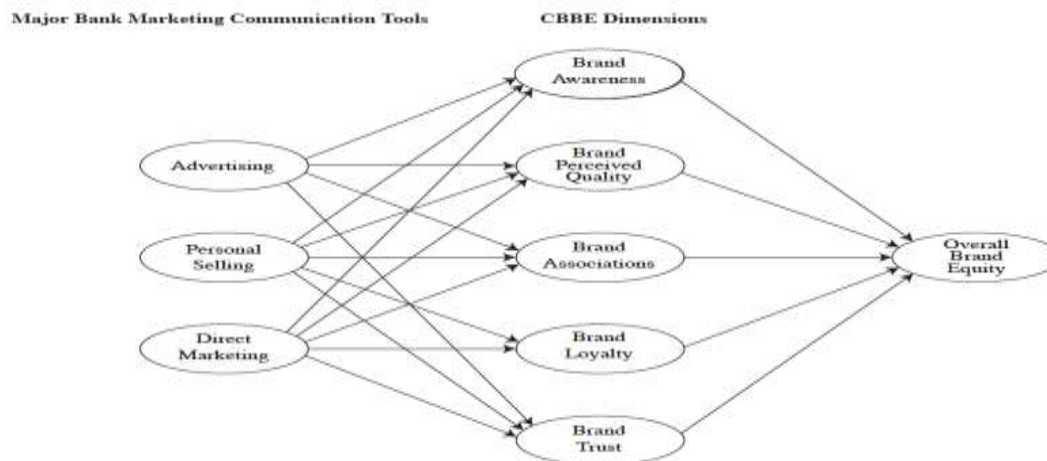 Major Bank Marketing Communication Tools
CBBE Dimensions
Brand
Awareness
Advertising
Brand
Perceived
Quality
Personal
Selling
Brand
Associations
Overall
Brand
Equity
Direct
Marketing
Brand
Loyalty
Brand
Trust